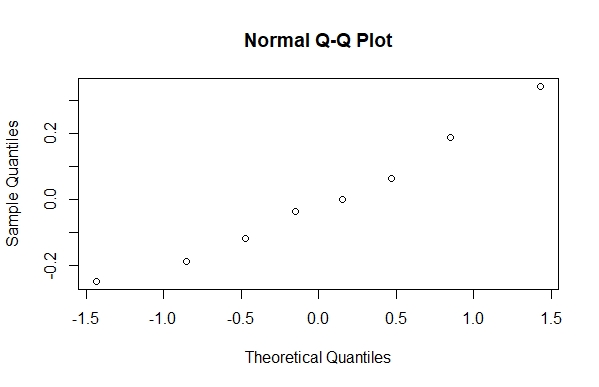 Normal Q-Q Plot
Sample Quantiles
0.2
0.0
-0.2
-1.5 -1.0 -0.5 0.0 0.5 1.0 1.5
Theoretical Quantiles